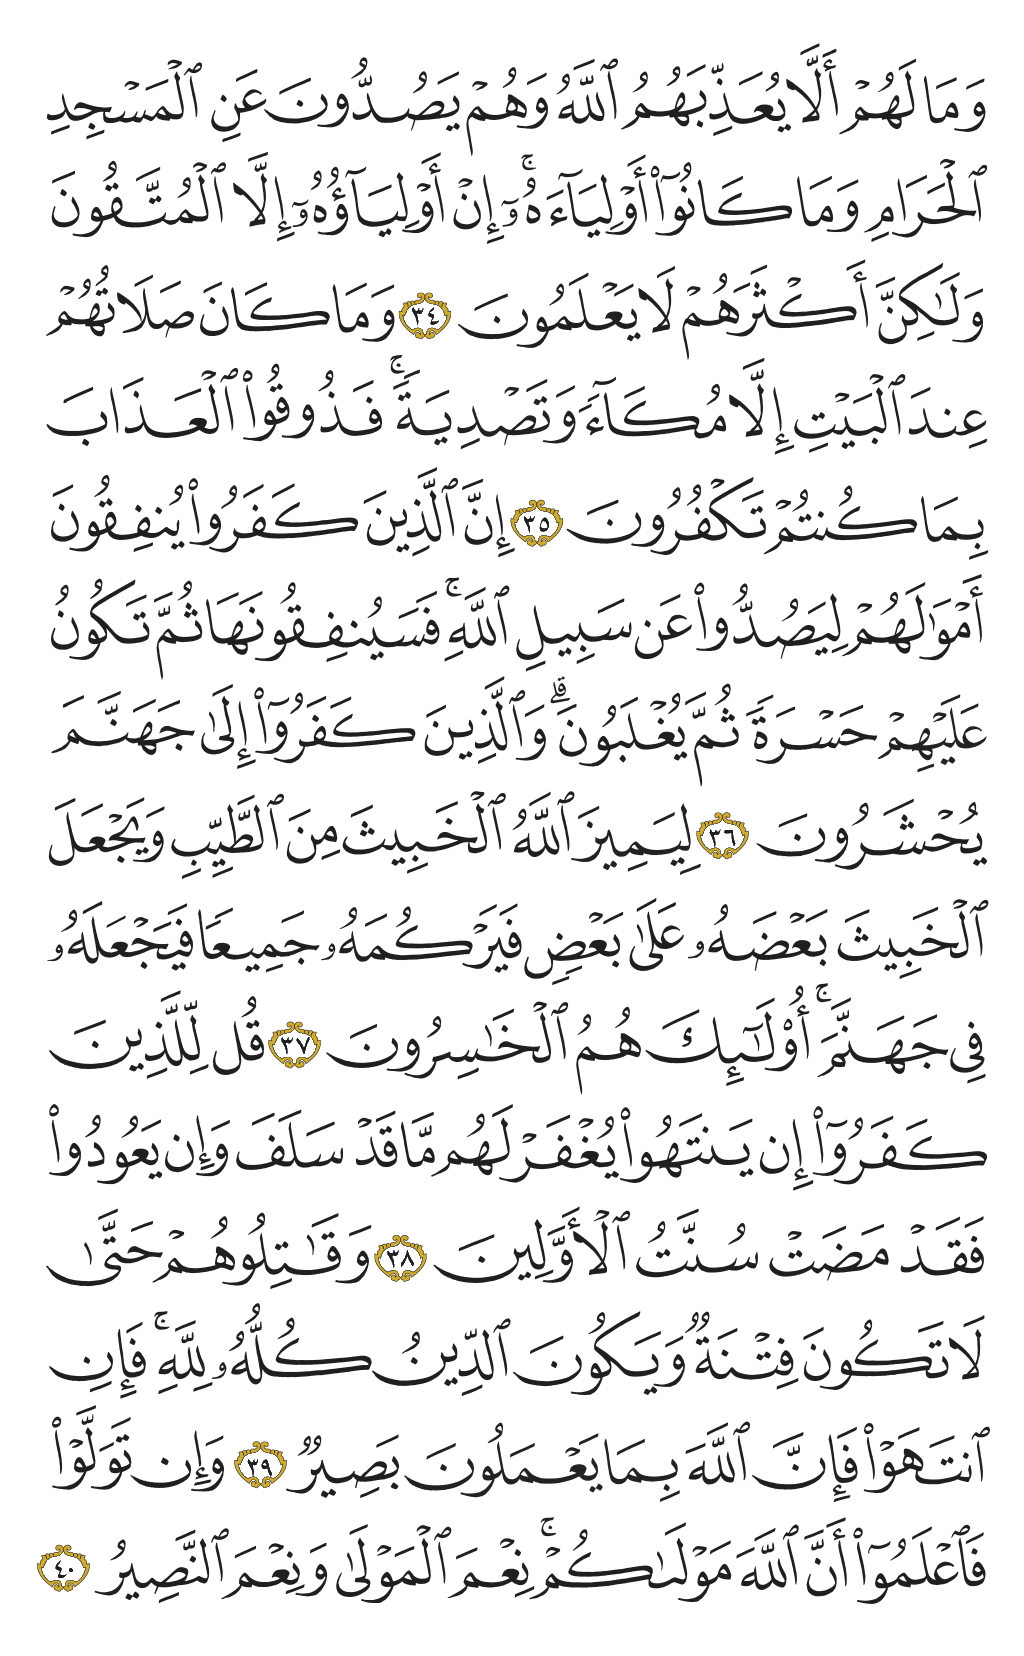 وَمَا لَهُمۡ أَلَّا يُعَذِّبَهُمُ ٱللَّهُ وَهُمۡ يَصُدُّونَ عَنِ ٱلۡمَسۡجِدِ
ٱلۡحَرَامِ وَمَا كَانُوٓاْ أَوۡلِيَآءَهُۥٓۚ إِنۡ أَوۡلِيَآؤُهُۥٓ إِلَّا ٱلۡمُتَّقُونَ
وَلَٰكِنَّ أَكۡثَرَهُمۡ لَا يَعۡلَمُونَ ٣٤ وَمَا كَانَ صَلَاتُهُمۡ
عِندَ ٱلۡبَيۡتِ إِلَّا مُكَآءٗ وَتَصۡدِيَةٗۚ فَذُوقُواْ ٱلۡعَذَابَ
بِمَا كُنتُمۡ تَكۡفُرُونَ ٣٥ إِنَّ ٱلَّذِينَ كَفَرُواْ يُنفِقُونَ
أَمۡوَٰلَهُمۡ لِيَصُدُّواْ عَن سَبِيلِ ٱللَّهِۚ فَسَيُنفِقُونَهَا ثُمَّ تَكُونُ
عَلَيۡهِمۡ حَسۡرَةٗ ثُمَّ يُغۡلَبُونَۗ وَٱلَّذِينَ كَفَرُوٓاْ إِلَىٰ جَهَنَّمَ
يُحۡشَرُونَ ٣٦ لِيَمِيزَ ٱللَّهُ ٱلۡخَبِيثَ مِنَ ٱلطَّيِّبِ وَيَجۡعَلَ
ٱلۡخَبِيثَ بَعۡضَهُۥ عَلَىٰ بَعۡضٖ فَيَرۡكُمَهُۥ جَمِيعٗا فَيَجۡعَلَهُۥ
فِي جَهَنَّمَۚ أُوْلَٰٓئِكَ هُمُ ٱلۡخَٰسِرُونَ ٣٧ قُل لِّلَّذِينَ
كَفَرُوٓاْ إِن يَنتَهُواْ يُغۡفَرۡ لَهُم مَّا قَدۡ سَلَفَ وَإِن يَعُودُواْ
فَقَدۡ مَضَتۡ سُنَّتُ ٱلۡأَوَّلِينَ ٣٨ وَقَٰتِلُوهُمۡ حَتَّىٰ
لَا تَكُونَ فِتۡنَةٞ وَيَكُونَ ٱلدِّينُ كُلُّهُۥ لِلَّهِۚ فَإِنِ
ٱنتَهَوۡاْ فَإِنَّ ٱللَّهَ بِمَا يَعۡمَلُونَ بَصِيرٞ ٣٩ وَإِن تَوَلَّوۡاْ
فَٱعۡلَمُوٓاْ أَنَّ ٱللَّهَ مَوۡلَىٰكُمۡۚ نِعۡمَ ٱلۡمَوۡلَىٰ وَنِعۡمَ ٱلنَّصِيرُ ٤٠